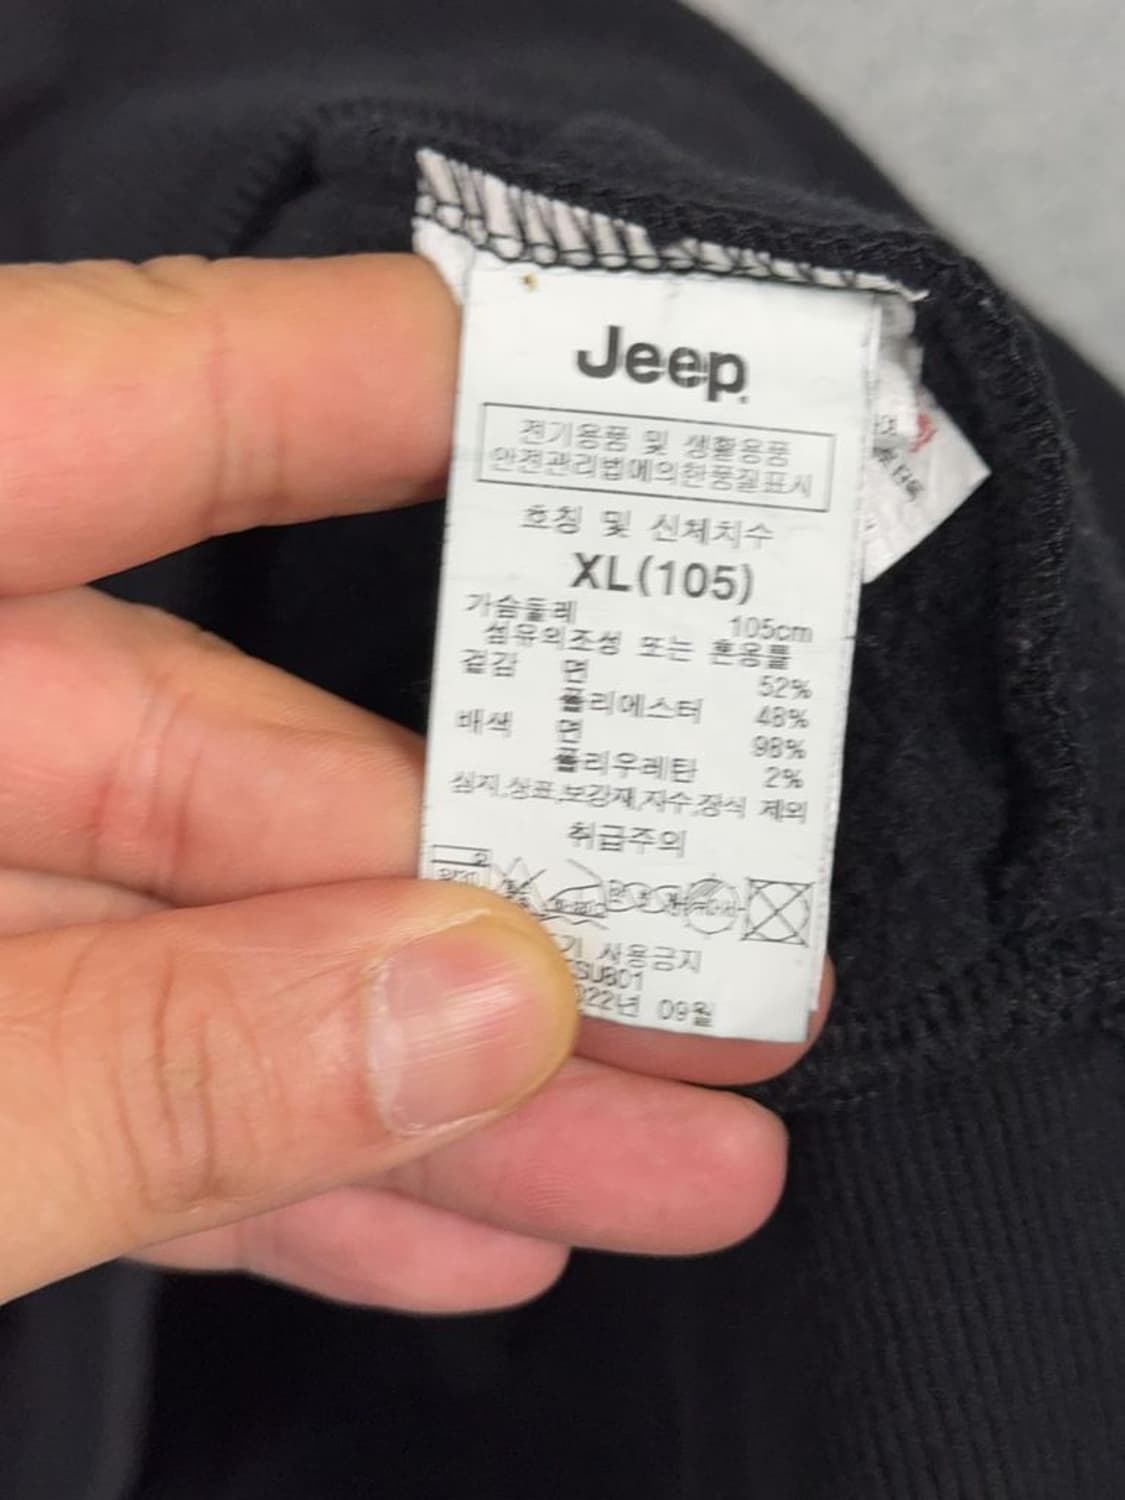 Jeep
전기용품 및 생활용품
안전관리법에의한품질표시
호칭 및 신체치수
XL(105)
가슴둘레 105cm
섬유의조성 또는 혼용률
겉감 면 52%
폴리에스터 48%
배색 면 98%
폴리우레탄 2%
심지,상표,보강재,자수,장식 제외
취급주의
사용금지
SU801
22년 09월